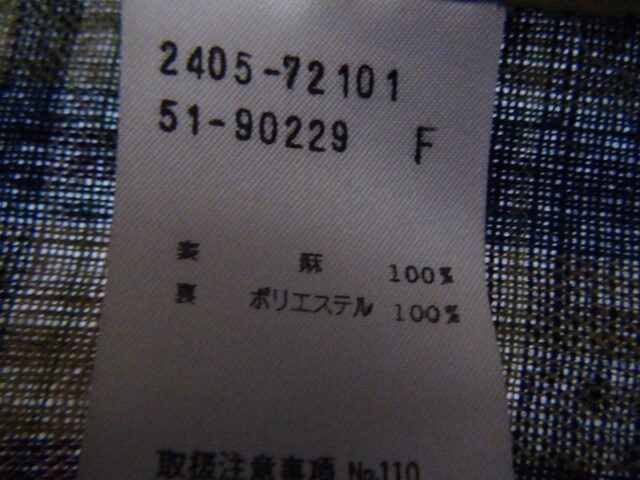 2405-72101
51-90229 F
表 麻 100%
裏 ポリエステル 100%
取扱注意事項 No.110